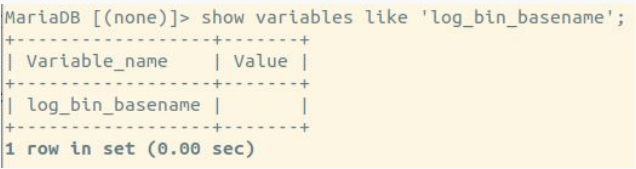 MariaDB [(none)]> show variables like 'log_bin_basename';
+------------------+-------+
| Variable_name    | Value |
+------------------+-------+
| log_bin_basename |       |
+------------------+-------+
1 row in set (0.00 sec)